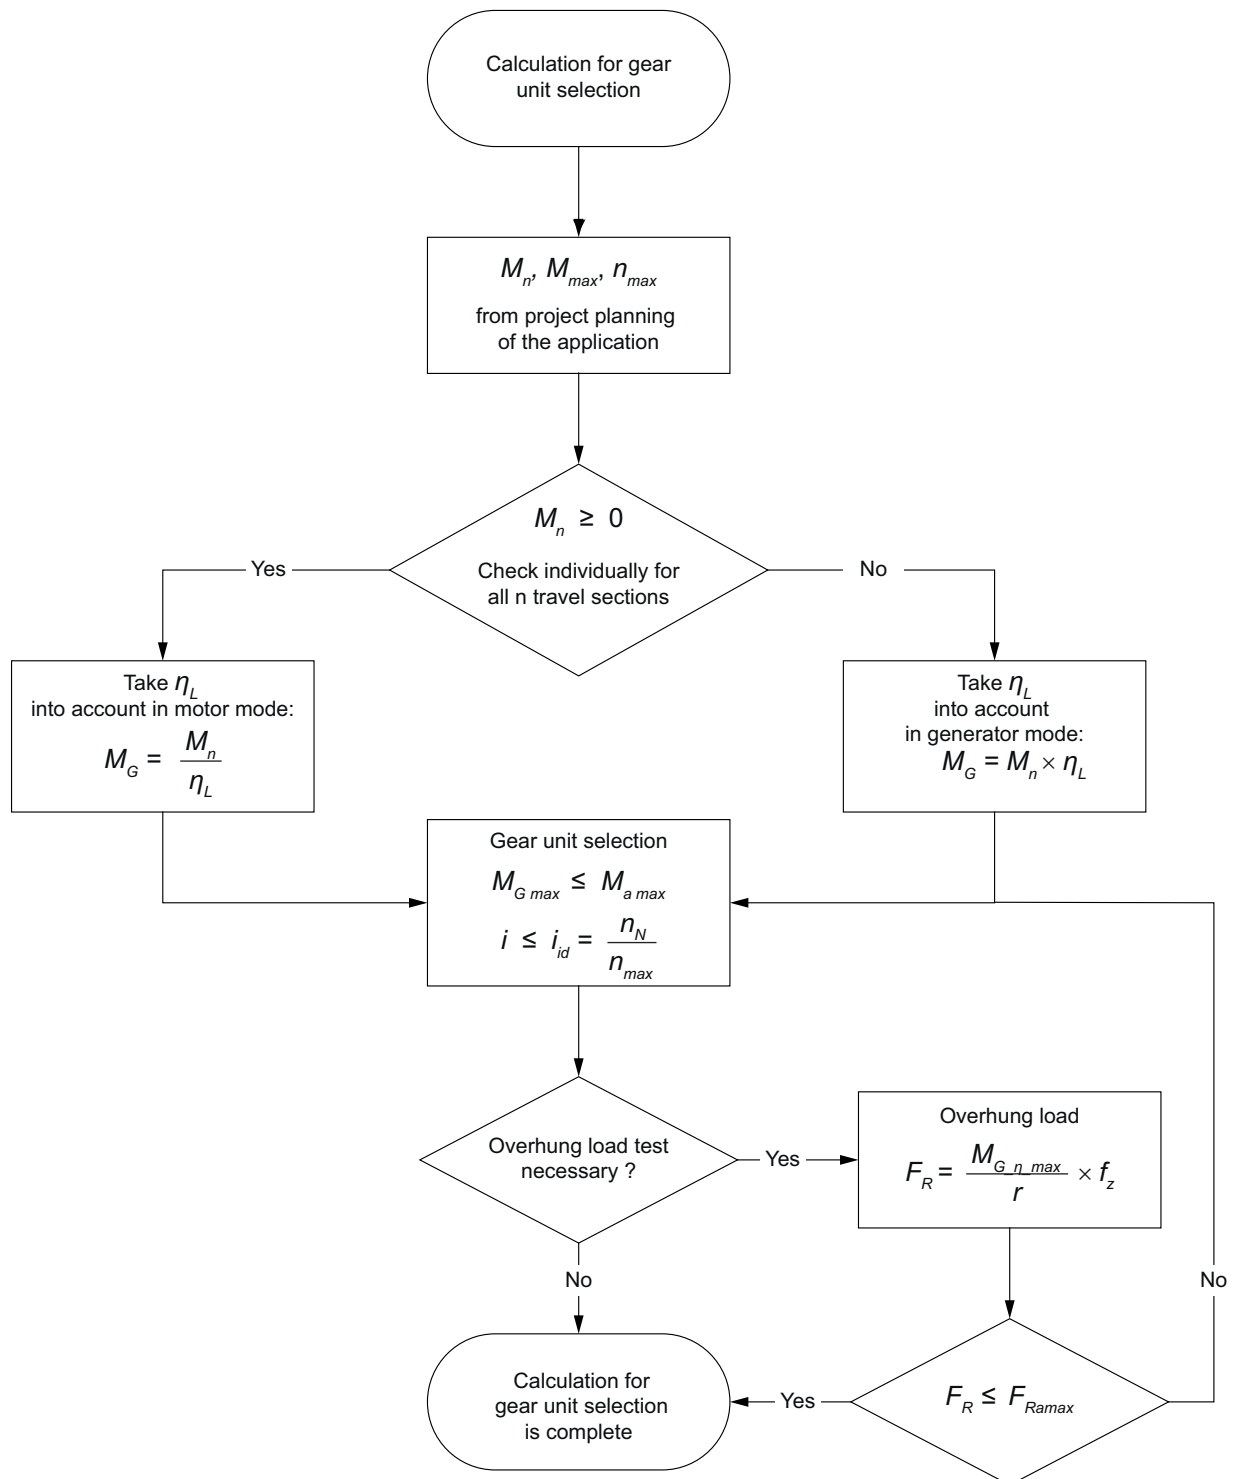 Calculation for gear
unit selection
Mn, Mmax, nmax
from project planning
of the application
Mn ≥ 0
Check individually for
all n travel sections
Yes
No
Take ηL
into account in motor mode:
MG = Mn / ηL
Take ηL
into account
in generator mode:
MG = Mn × ηL
Gear unit selection
MG max ≤ Ma max
i ≤ iid = nN / nmax
Overhung load test
necessary ?
Yes
Overhung load
FR = MG_η_max / r × fz
No
No
Calculation for
gear unit selection
is complete
Yes
FR ≤ FRamax